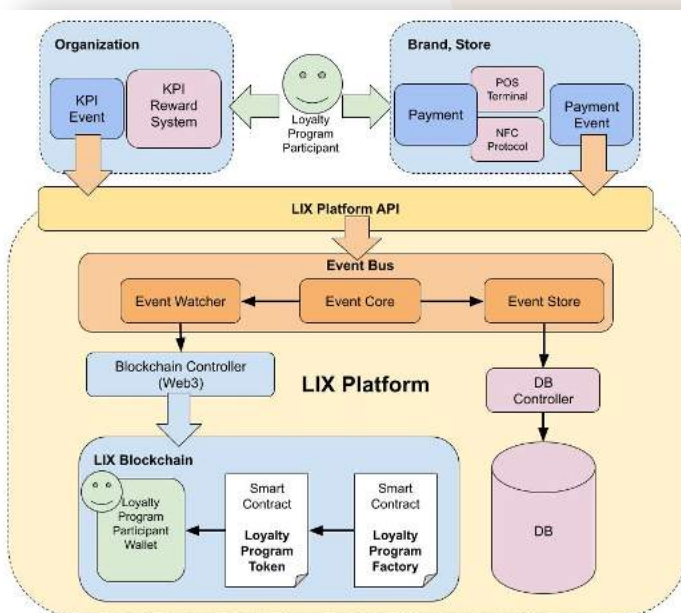 Organization
KPI
Event
KPI
Reward
System
Loyalty
Program
Participant
Brand, Store
Payment
POS
Terminal
NFC
Protocol
Payment
Event
LIX Platform API
Event Bus
Event Watcher
Event Core
Event Store
Blockchain Controller
(Web3)
LIX Platform
DB
Controller
LIX Blockchain
Loyalty
Program
Participant
Wallet
Smart
Contract
Loyalty
Program
Token
Smart
Contract
Loyalty
Program
Factory
DB